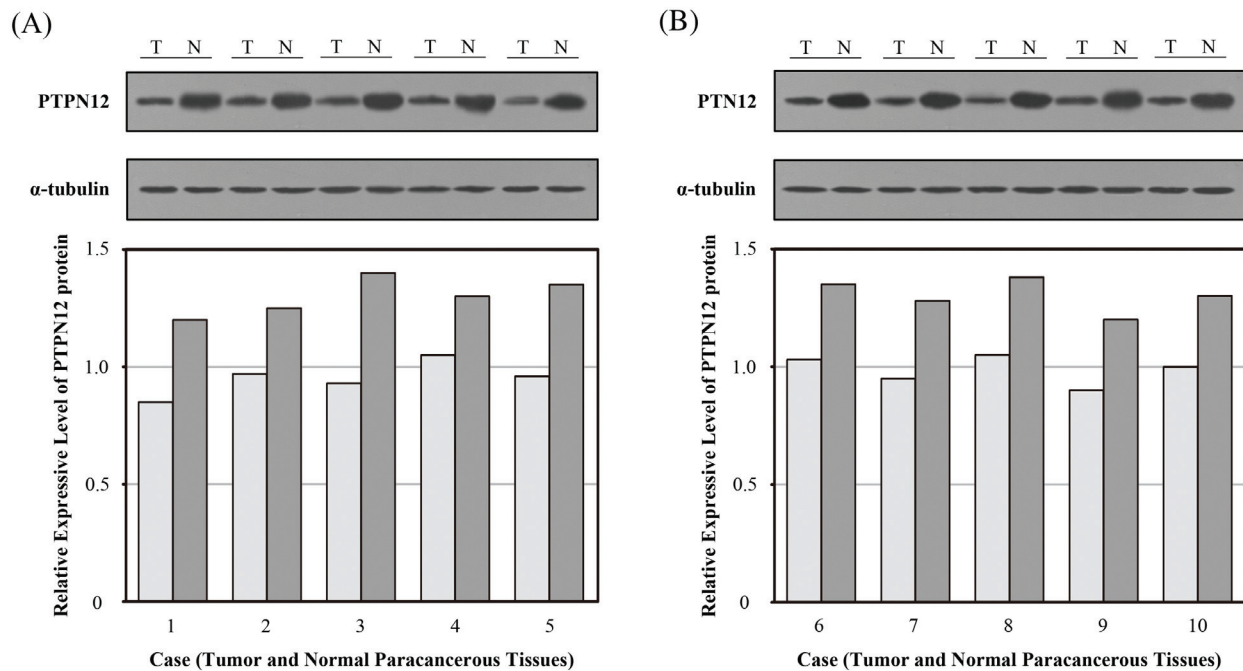 (A)
T N T N T N T N T N
PTPN12
α-tubulin
Relative Expressive Level of PTPN12 protein
1.5
1.0
0.5
0
1 2 3 4 5
Case (Tumor and Normal Paracancerous Tissues)
(B)
T N T N T N T N T N
PTN12
α-tubulin
Relative Expressive Level of PTPN12 protein
1.5
1.0
0.5
0
6 7 8 9 10
Case (Tumor and Normal Paracancerous Tissues)